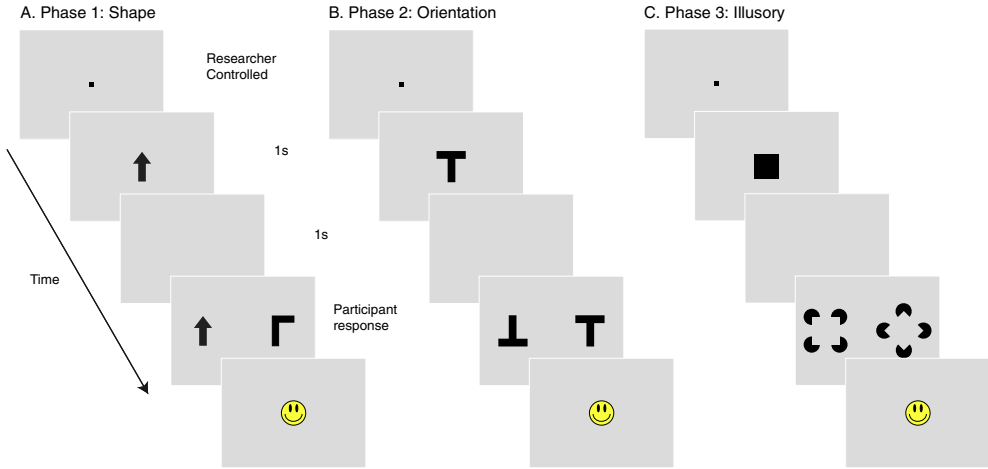 A. Phase 1: Shape
B. Phase 2: Orientation
C. Phase 3: Illusory
Researcher
Controlled
1s
1s
Time
Participant
response